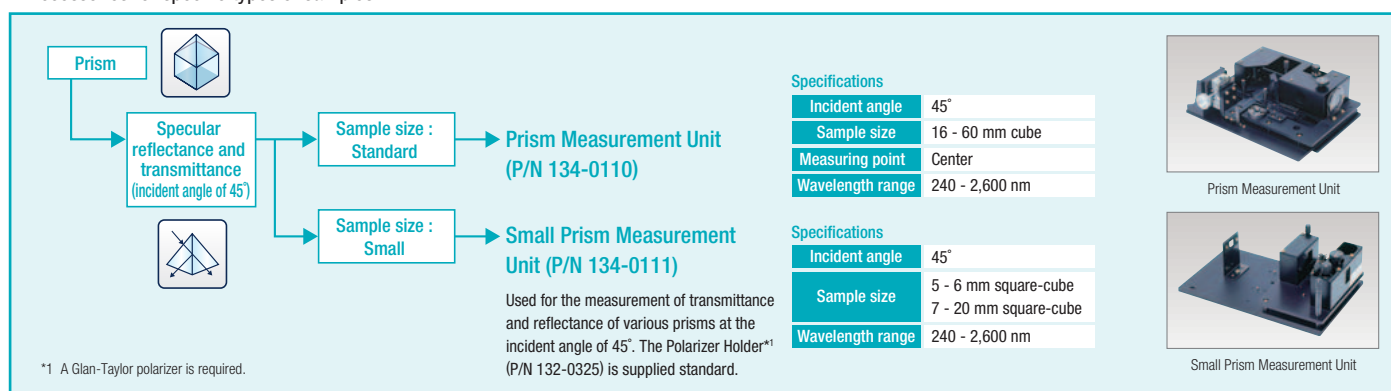 Prism
Specular
reflectance and
transmittance
(incident angle of 45˚)
Sample size :
Standard
Prism Measurement Unit
(P/N 134-0110)
Sample size :
Small
Small Prism Measurement
Unit (P/N 134-0111)
Used for the measurement of transmittance
and reflectance of various prisms at the
incident angle of 45˚. The Polarizer Holder*1
(P/N 132-0325) is supplied standard.
*1 A Glan-Taylor polarizer is required.
Specifications
Incident angle 45˚
Sample size 16 - 60 mm cube
Measuring point Center
Wavelength range 240 - 2,600 nm
Specifications
Incident angle 45˚
Sample size 5 - 6 mm square-cube
7 - 20 mm square-cube
Wavelength range 240 - 2,600 nm
Prism Measurement Unit
Small Prism Measurement Unit